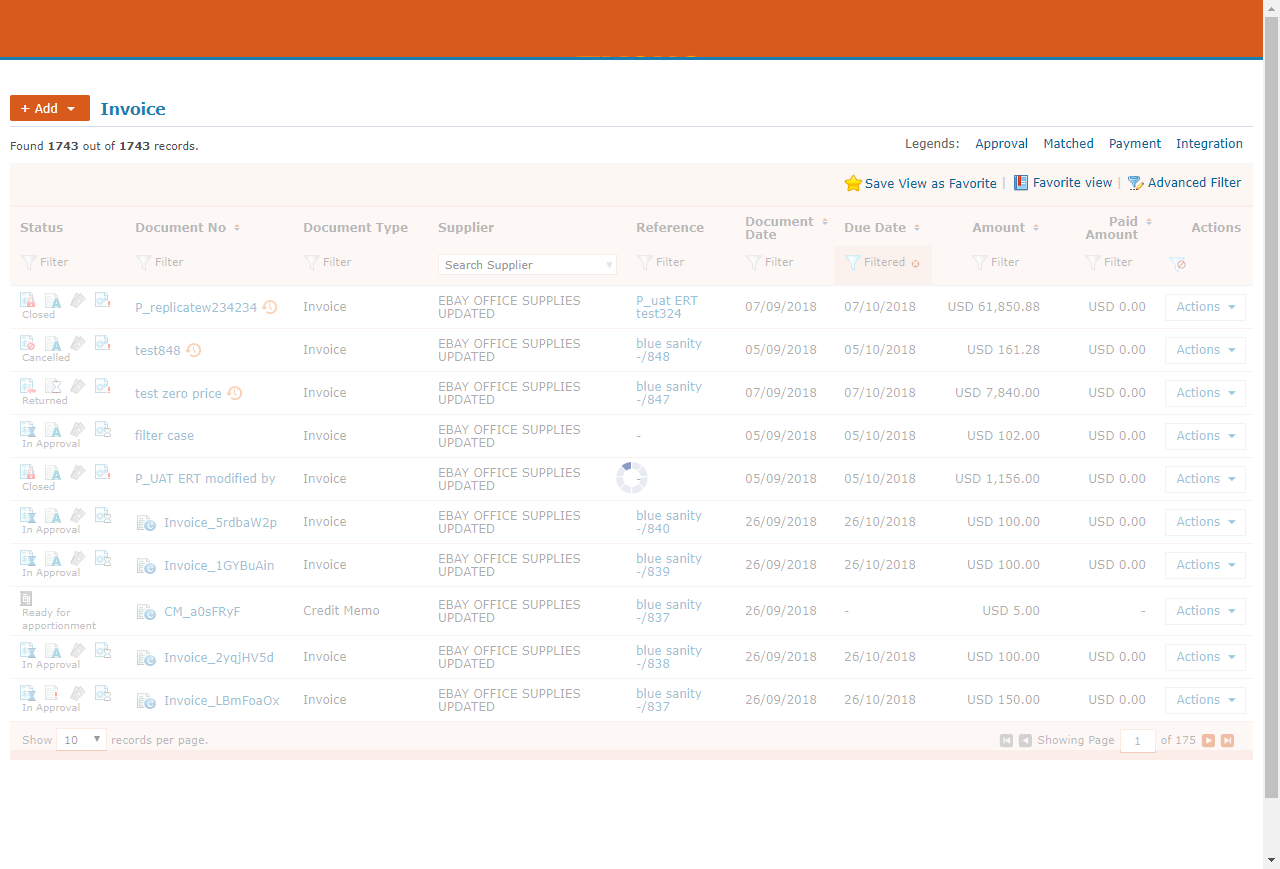 + Add
Invoice
Found 1743 out of 1743 records.
Legends: Approval Matched Payment Integration
Save View as Favorite | Favorite view | Advanced Filter
Status Document No Document Type Supplier Reference Document Date Due Date Amount Paid Amount Actions
Filter Filter Filter Search Supplier Filter Filter Filtered Filter Filter
Closed P_replicatew234234 Invoice EBAY OFFICE SUPPLIES UPDATED P_uat ERT test324 07/09/2018 07/10/2018 USD 61,850.88 USD 0.00 Actions
Cancelled test848 Invoice EBAY OFFICE SUPPLIES UPDATED blue sanity -/848 05/09/2018 05/10/2018 USD 161.28 USD 0.00 Actions
Returned test zero price Invoice EBAY OFFICE SUPPLIES UPDATED blue sanity -/847 07/09/2018 07/10/2018 USD 7,840.00 USD 0.00 Actions
In Approval filter case Invoice EBAY OFFICE SUPPLIES UPDATED - 05/09/2018 05/10/2018 USD 102.00 USD 0.00 Actions
Closed P_UAT ERT modified by Invoice EBAY OFFICE SUPPLIES UPDATED - 05/09/2018 05/10/2018 USD 1,156.00 USD 0.00 Actions
In Approval Invoice_5rdbaW2p Invoice EBAY OFFICE SUPPLIES UPDATED blue sanity -/840 26/09/2018 26/10/2018 USD 100.00 USD 0.00 Actions
In Approval Invoice_1GYBuAin Invoice EBAY OFFICE SUPPLIES UPDATED blue sanity -/839 26/09/2018 26/10/2018 USD 100.00 USD 0.00 Actions
Ready for apportionment CM_a0sFRyF Credit Memo EBAY OFFICE SUPPLIES UPDATED blue sanity -/837 26/09/2018 - USD 5.00 - Actions
In Approval Invoice_2yqjHV5d Invoice EBAY OFFICE SUPPLIES UPDATED blue sanity -/838 26/09/2018 26/10/2018 USD 100.00 USD 0.00 Actions
In Approval Invoice_LBmFoaOx Invoice EBAY OFFICE SUPPLIES UPDATED blue sanity -/837 26/09/2018 26/10/2018 USD 150.00 USD 0.00 Actions
Show 10 records per page. Showing Page 1 of 175